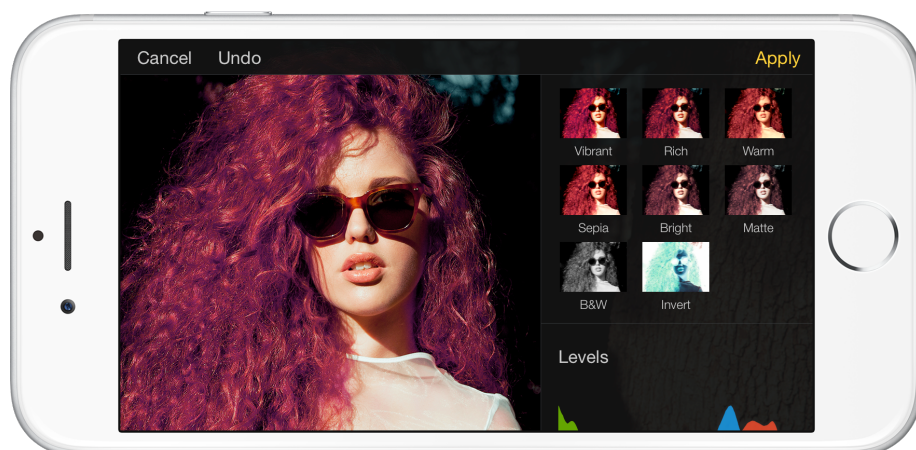 Cancel Undo Apply
Vibrant Rich Warm
Sepia Bright Matte
B&W Invert
Levels